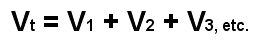 Vt = V1 + V2 + V3, etc.